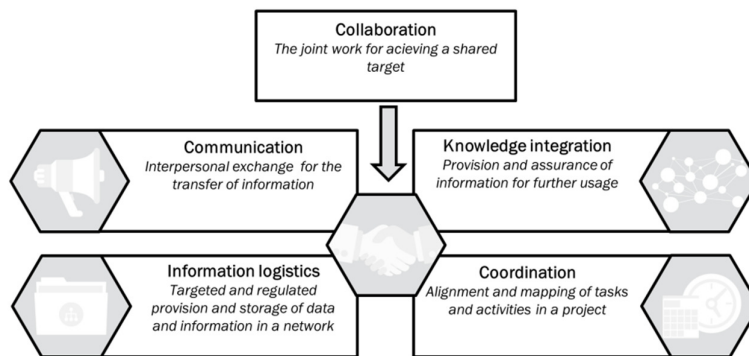 Collaboration
The joint work for acieving a shared
target
Communication
Interpersonal exchange for the
transfer of information
Knowledge integration
Provision and assurance of
information for further usage
Information logistics
Targeted and regulated
provision and storage of data
and information in a network
Coordination
Alignment and mapping of tasks
and activities in a project